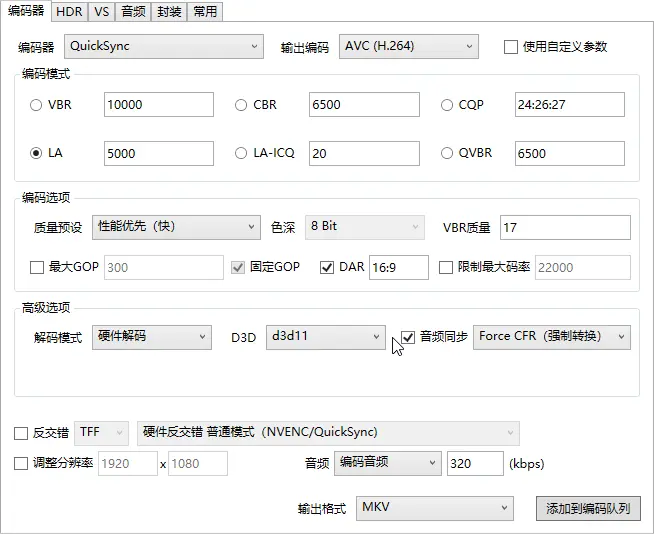 编码器 HDR VS 音频 封装 常用
编码器 QuickSync 输出编码 AVC (H.264) 使用自定义参数
编码模式
VBR 10000 CBR 6500 CQP 24:26:27
LA 5000 LA-ICQ 20 QVBR 6500
编码选项
质量预设 性能优先（快） 色深 8 Bit VBR质量 17
最大GOP 300 固定GOP DAR 16:9 限制最大码率 22000
高级选项
解码模式 硬件解码 D3D d3d11 音频同步 Force CFR（强制转换）
反交错 TFF 硬件反交错 普通模式（NVENC/QuickSync）
调整分辨率 1920 x 1080 音频 编码音频 320 (kbps)
输出格式 MKV 添加到编码队列